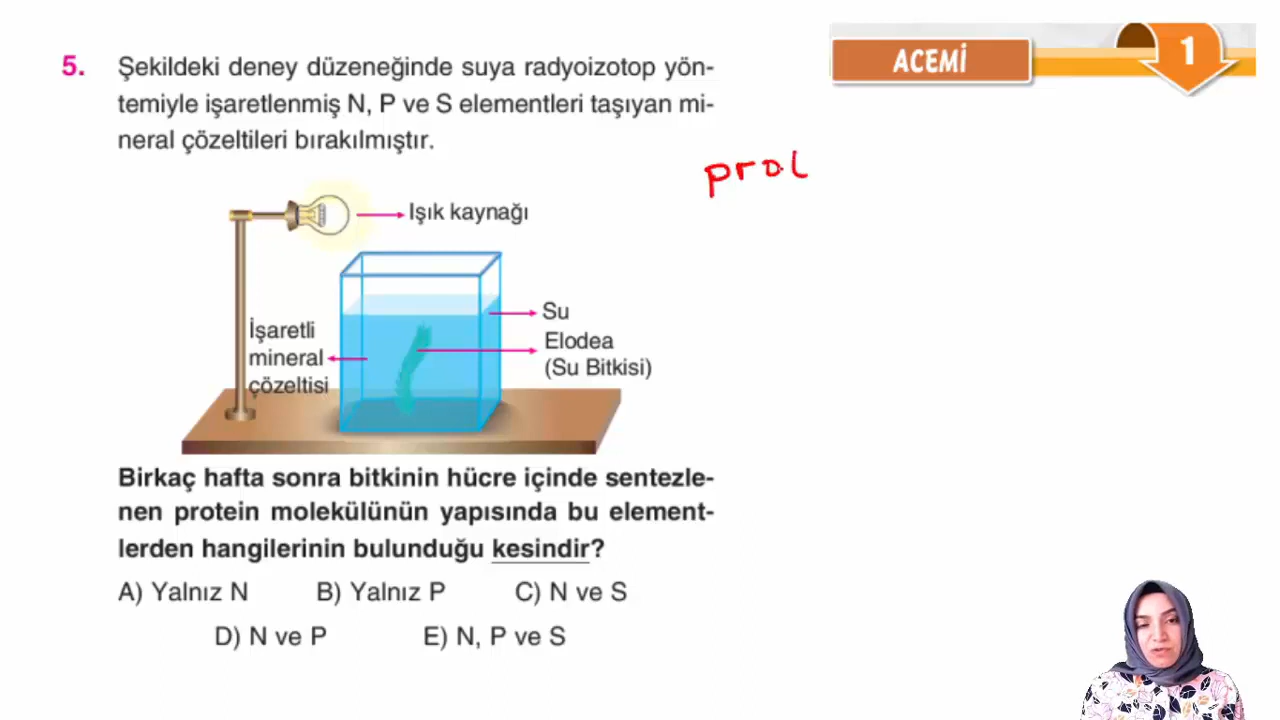 ACEMİ
1
5. Şekildeki deney düzeneğinde suya radyoizotop yön-
temiyle işaretlenmiş N, P ve S elementleri taşıyan mi-
neral çözeltileri bırakılmıştır.
prol
Işık kaynağı
Su
İşaretli
mineral
çözeltisi
Elodea
(Su Bitkisi)
Birkaç hafta sonra bitkinin hücre içinde sentezle-
nen protein molekülünün yapısında bu element-
lerden hangilerinin bulunduğu kesindir?
A) Yalnız N B) Yalnız P C) N ve S
D) N ve P E) N, P ve S